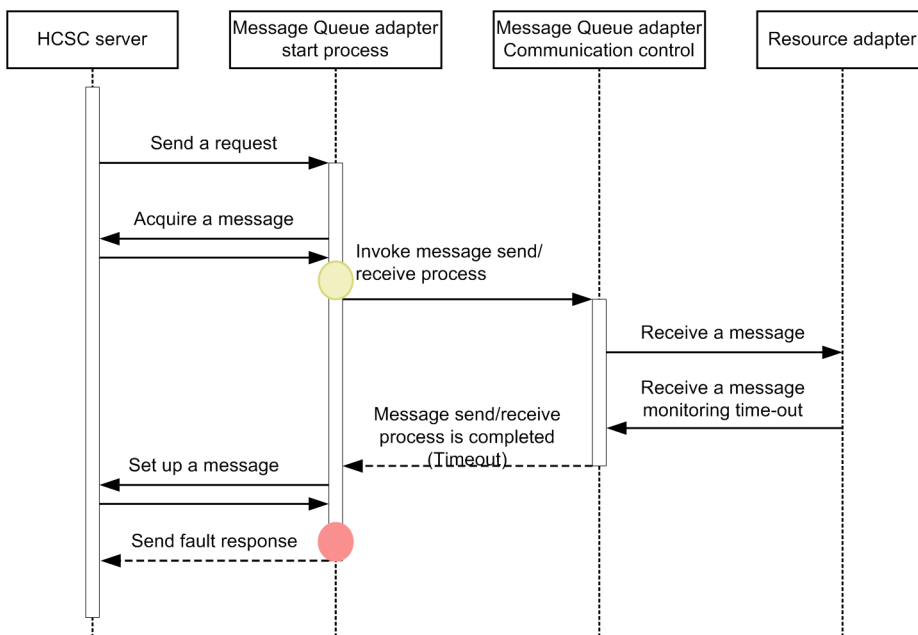 HCSC server
Message Queue adapter
start process
Message Queue adapter
Communication control
Resource adapter
Send a request
Acquire a message
Invoke message send/
receive process
Receive a message
Receive a message
monitoring time-out
Message send/receive
process is completed
(Timeout)
Set up a message
Send fault response